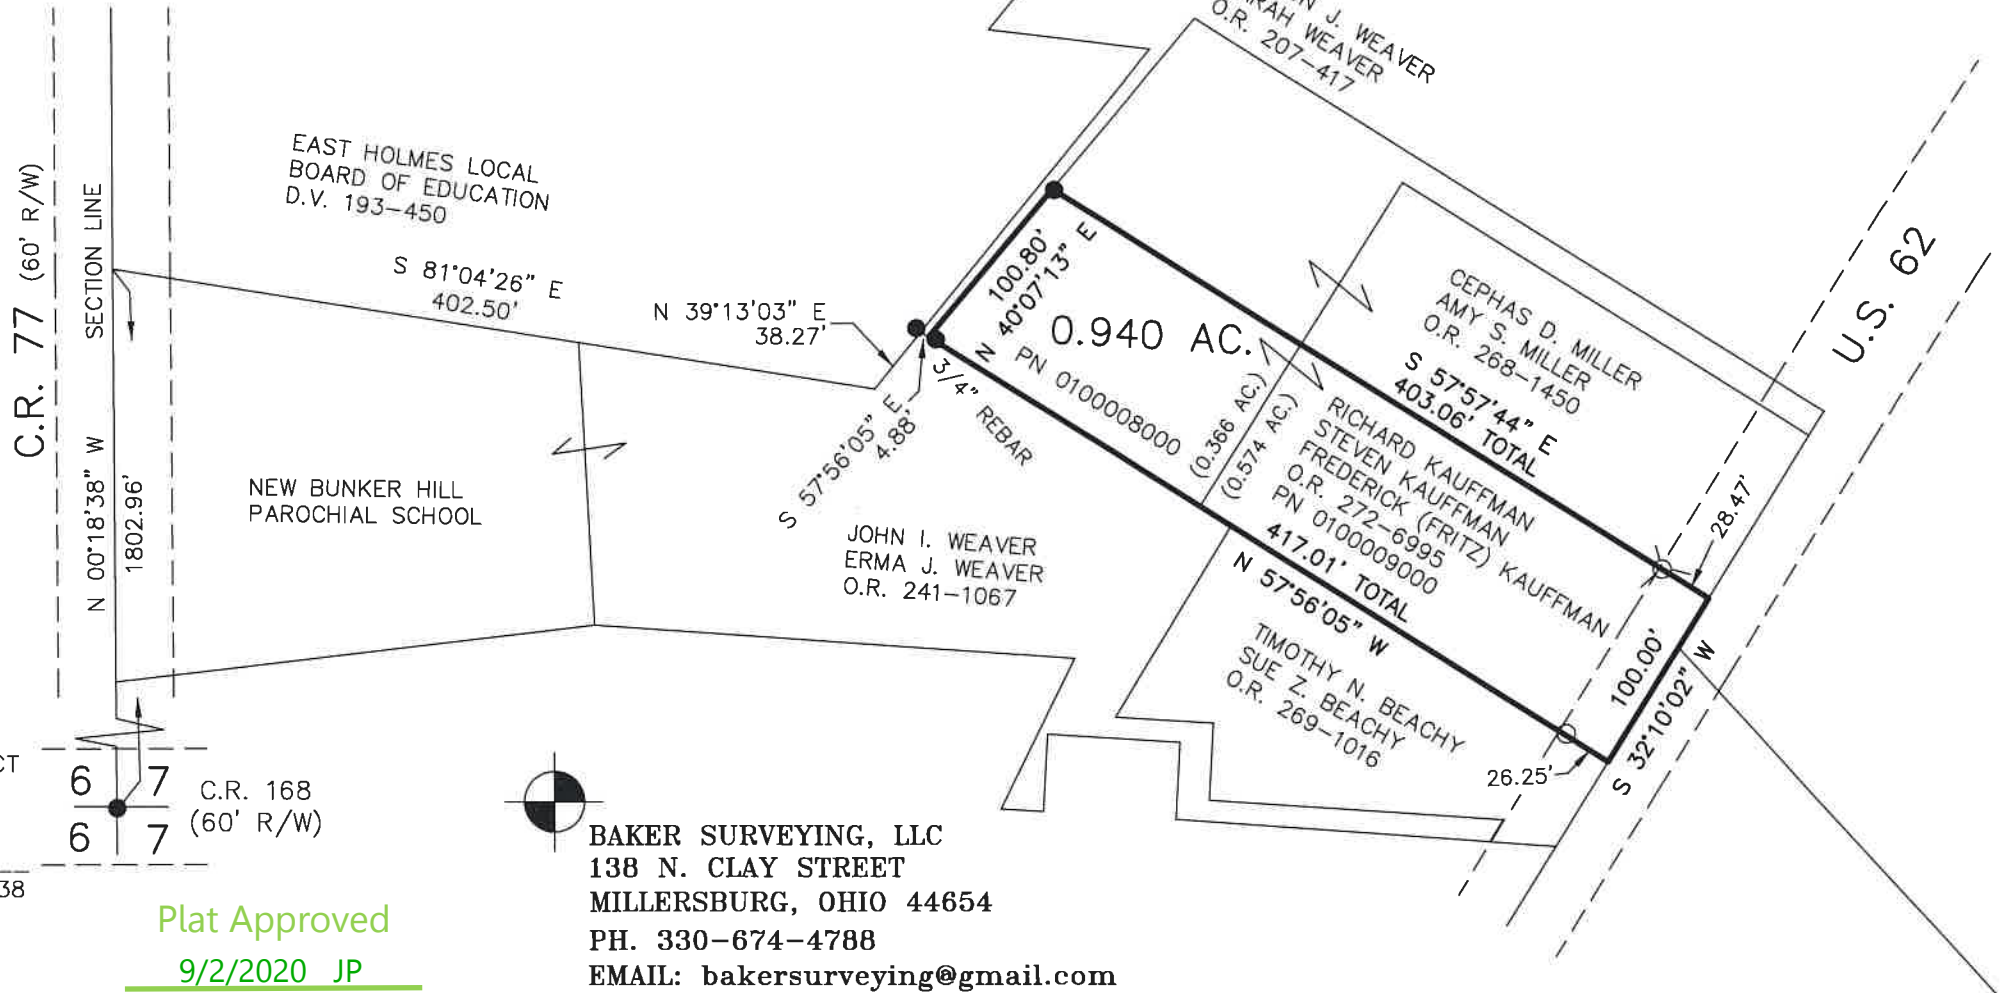 J. WEAVER
WEAVER
O.R. 207-417
C.R. 77 (60' R/W)
SECTION LINE
N 00°18'38" W
1802.96'
EAST HOLMES LOCAL
BOARD OF EDUCATION
D.V. 193-450
S 81°04'26" E
402.50'
N 39°13'03" E
38.27'
100.80'
N 40°07'13" E
0.940 AC.
PN 0100008000
3/4" REBAR
S 57°56'05" E
4.88'
(0.366 AC.)
(0.574 AC.)
CEPHAS D. MILLER
AMY S. MILLER
O.R. 268-1450
S 57°57'44" E
403.06' TOTAL
U.S. 62
RICHARD KAUFFMAN
STEVEN KAUFFMAN
FREDERICK (FRITZ) KAUFFMAN
O.R. 272-6995
PN 0100009000
417.01' TOTAL
N 57°56'05" W
28.47'
100.00'
S 32°10'02" W
26.25'
NEW BUNKER HILL
PAROCHIAL SCHOOL
JOHN I. WEAVER
ERMA J. WEAVER
O.R. 241-1067
TIMOTHY N. BEACHY
SUE Z. BEACHY
O.R. 269-1016
6 7
6 7
C.R. 168
(60' R/W)
CT
38
BAKER SURVEYING, LLC
138 N. CLAY STREET
MILLERSBURG, OHIO 44654
PH. 330-674-4788
EMAIL: bakersurveying@gmail.com
Plat Approved
9/2/2020 JP